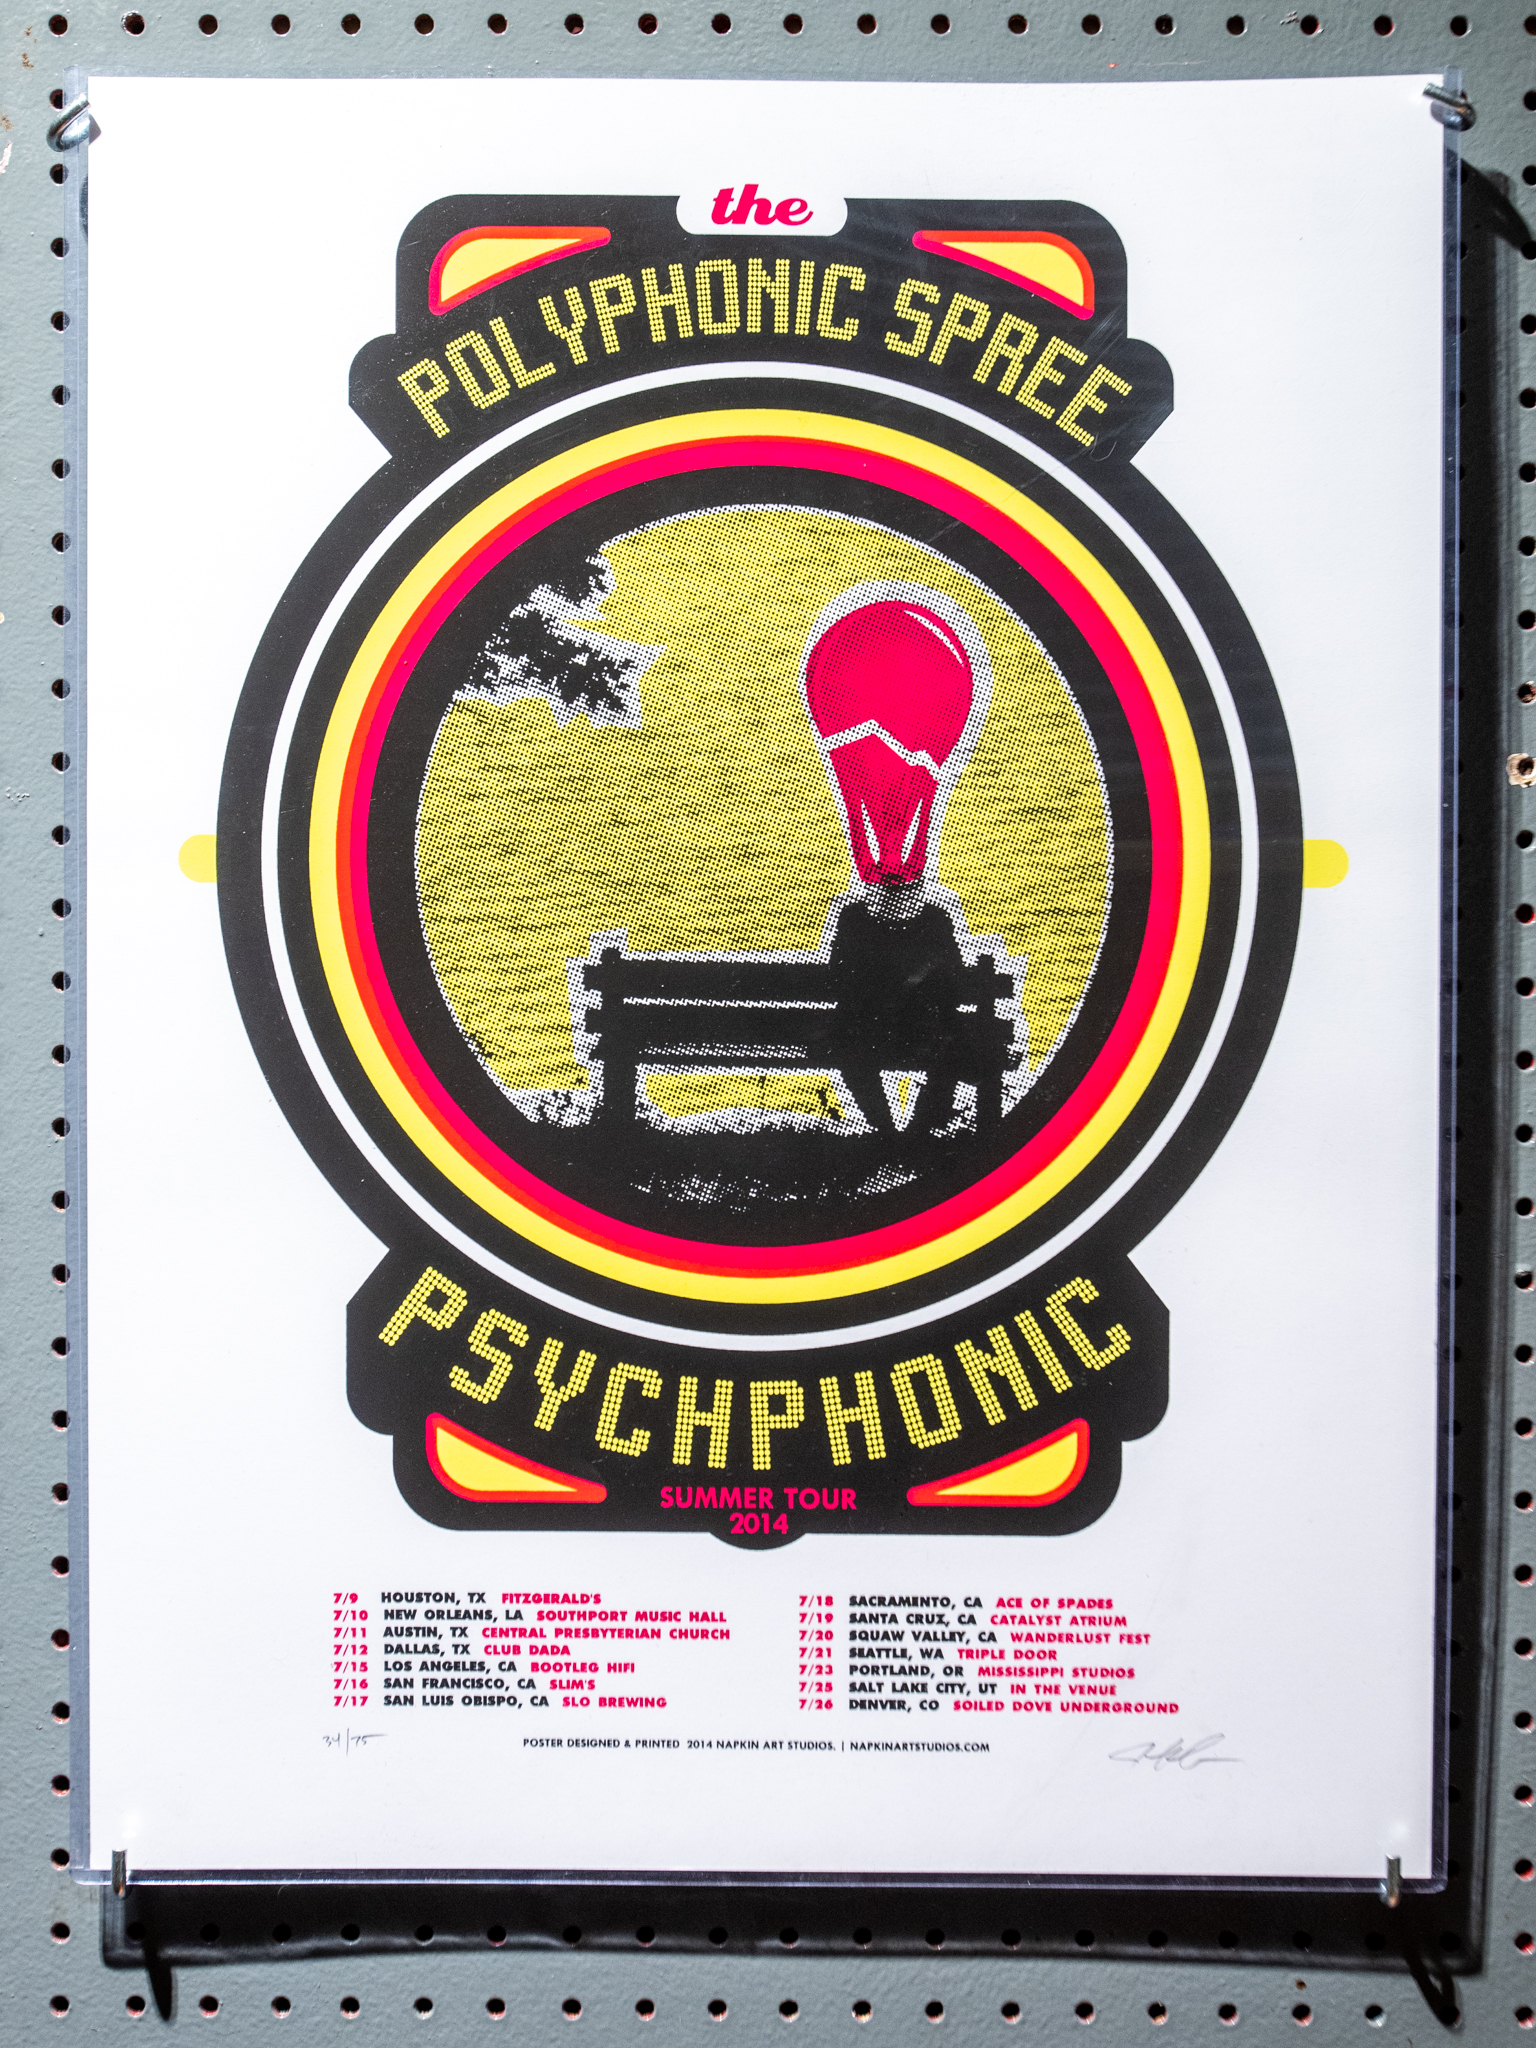 the
POLYPHONIC SPREE
PSYCHPHONIC
SUMMER TOUR
2014
7/9 HOUSTON, TX FITZGERALD'S
7/10 NEW ORLEANS, LA SOUTHPORT MUSIC HALL
7/11 AUSTIN, TX CENTRAL PRESBYTERIAN CHURCH
7/12 DALLAS, TX CLUB DADA
7/15 LOS ANGELES, CA BOOTLEG HIFI
7/16 SAN FRANCISCO, CA SLIM'S
7/17 SAN LUIS OBISPO, CA SLO BREWING
7/18 SACRAMENTO, CA ACE OF SPADES
7/19 SANTA CRUZ, CA CATALYST ATRIUM
7/20 SQUAW VALLEY, CA WANDERLUST FEST
7/21 SEATTLE, WA TRIPLE DOOR
7/23 PORTLAND, OR MISSISSIPPI STUDIOS
7/25 SALT LAKE CITY, UT IN THE VENUE
7/26 DENVER, CO SOILED DOVE UNDERGROUND
34/75
POSTER DESIGNED & PRINTED 2014 NAPKIN ART STUDIOS. | NAPKINARTSTUDIOS.COM